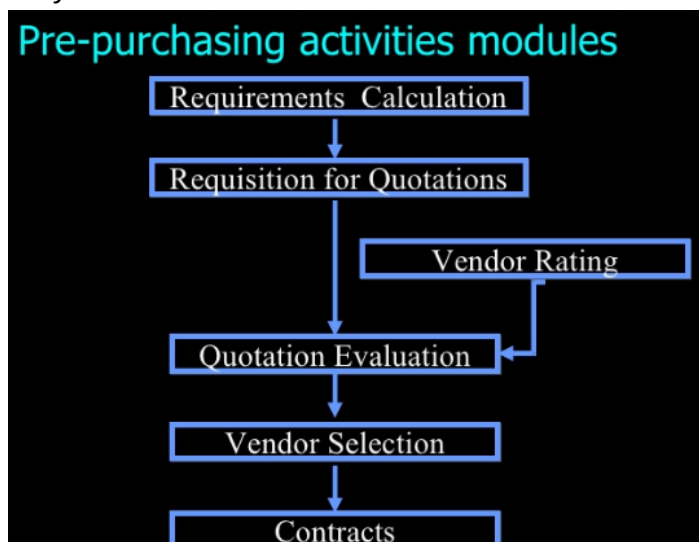 Pre-purchasing activities modules
Requirements Calculation
Requisition for Quotations
Vendor Rating
Quotation Evaluation
Vendor Selection
Contracts